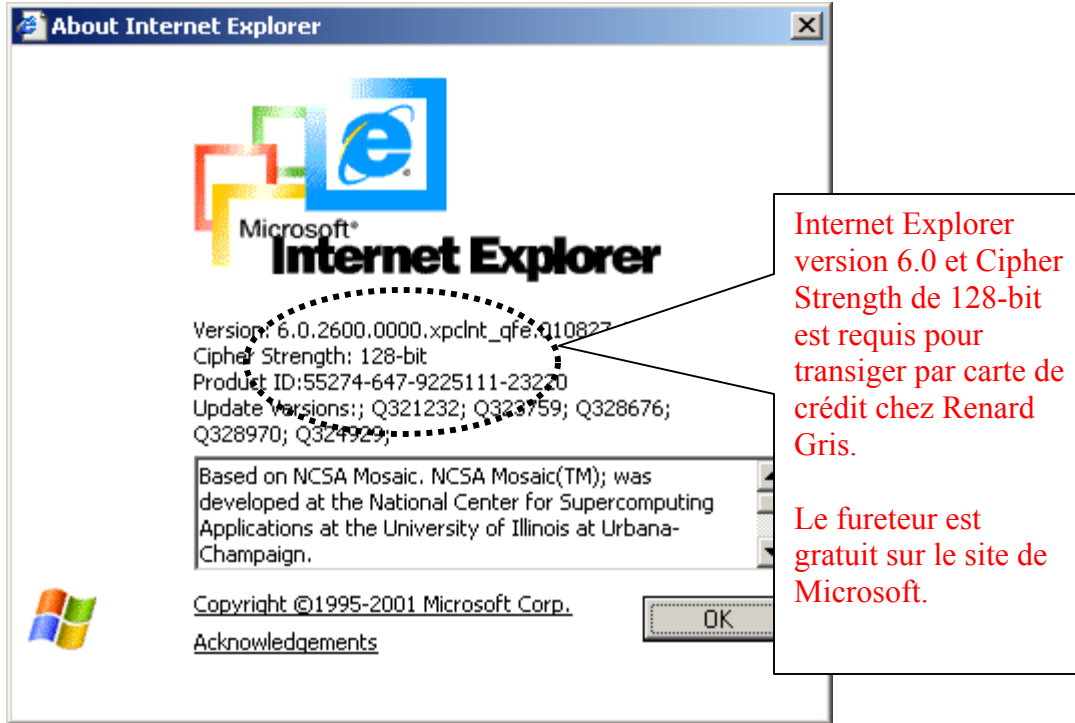 About Internet Explorer
Microsoft®
Internet Explorer
Version: 6.0.2600.0000.xpclnt_qfe.010827
Cipher Strength: 128-bit
Product ID:55274-647-9225111-23220
Update Versions:; Q321232; Q323759; Q328676;
Q328970; Q324929;
Based on NCSA Mosaic. NCSA Mosaic(TM); was
developed at the National Center for Supercomputing
Applications at the University of Illinois at Urbana-
Champaign.
Copyright ©1995-2001 Microsoft Corp.
Acknowledgements
OK
Internet Explorer
version 6.0 et Cipher
Strength de 128-bit
est requis pour
transiger par carte de
crédit chez Renard
Gris.
Le fureteur est
gratuit sur le site de
Microsoft.